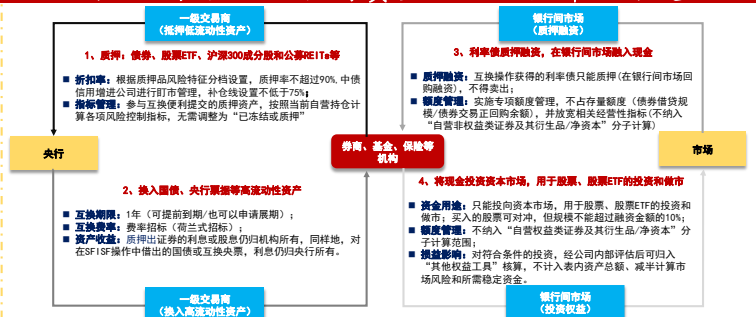 一级交易商
（抵押低流动性资产）
银行间市场
（质押融资）
1、质押：债券、股票ETF、沪深300成分股和公募REITs等
■ 折扣率：根据质押品风险特征分档设置，质押率不超过90%，中债
信用增进公司进行盯市管理，补仓线设置不低于75%；
■ 指标管理：参与互换便利提交的质押资产，按照当前自营持仓计
算各项风险控制指标，无需调整为“已冻结或质押”
3、利率债质押融资，在银行间市场融入现金
■ 质押融资：互换操作获得的利率债只能质押（在银行间市场回
购融资），不得卖出；
■ 额度管理：实施专项额度管理，不占存量额度（债券借贷规
模/债券交易正回购余额），并放宽相关经营性指标（不纳入
“自营非权益类证券及其衍生品/净资本”分子计算）
央行
券商、基金、保险等
机构
市场
2、换入国债、央行票据等高流动性资产
■ 互换期限：1年（可提前到期/也可以申请展期）；
■ 互换费率：费率招标（荷兰式招标）；
■ 资产收益：质押出证券的利息或股息仍归机构所有，同样地，对
在SFISF操作中借出的国债或互换央票，利息仍归央行所有。
4、将现金投资资本市场，用于股票、股票ETF的投资和做市
■ 资金用途：只能投向资本市场，用于股票、股票ETF的投资和
做市；买入的股票可对冲，但规模不能超过融资金额的10%；
■ 额度管理：不纳入“自营权益类证券及其衍生品/净资本”分
子计算范围；
■ 损益影响：对符合条件的投资，经公司内部评估后可归入
“其他权益工具”核算，不计入表内资产总额、减半计算市
场风险和所需稳定资金。
一级交易商
（换入高流动性资产）
银行间市场
（投资权益）